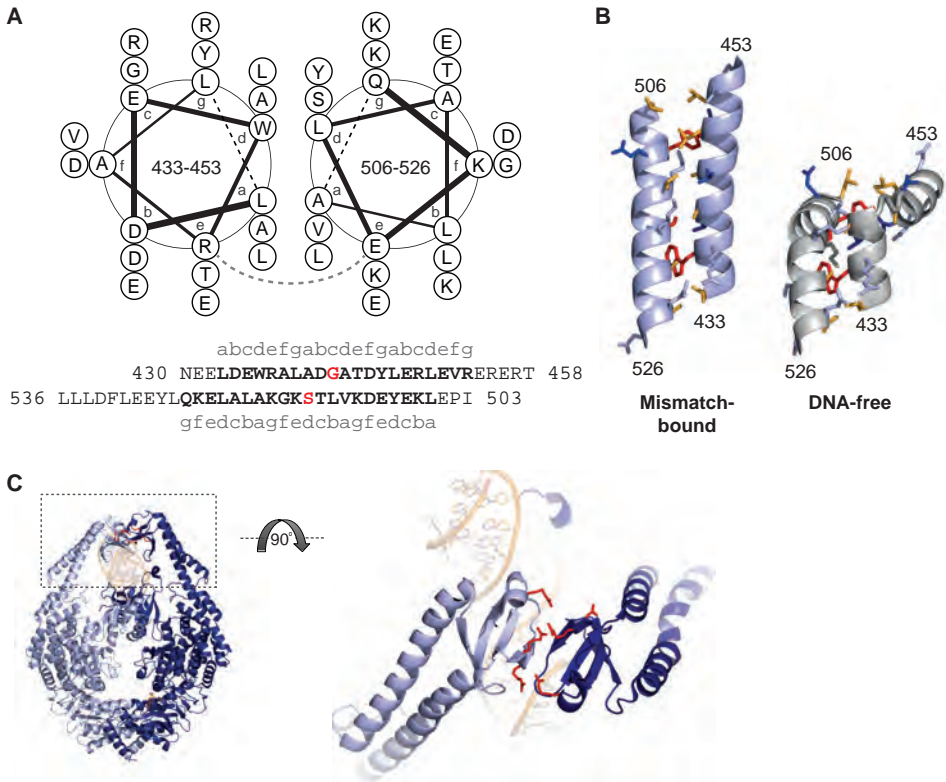 A
R
G
E
c
R
Y
L
g
L
A
W
d
V
D A
f
433-453
L
A
L
a
D
D
E
b
R
T
E
e
Y
S
L
d
K
K
Q
g
E
T
A
c
D
K G
f
506-526
A
V
L
a
L
L
K
b
E
K
E
e
abcdefgabcdefgabcdefg
430 NEELDEWRALADGATDYLERLEVRERERT 458
536 LLLDFLEEYLQKELALAKGKSTLVKDEYEKLEPI 503
gfedcbagfedcbagfedcba
B
453
506
433
526
Mismatch-
bound
453
506
433
526
DNA-free
C
90°